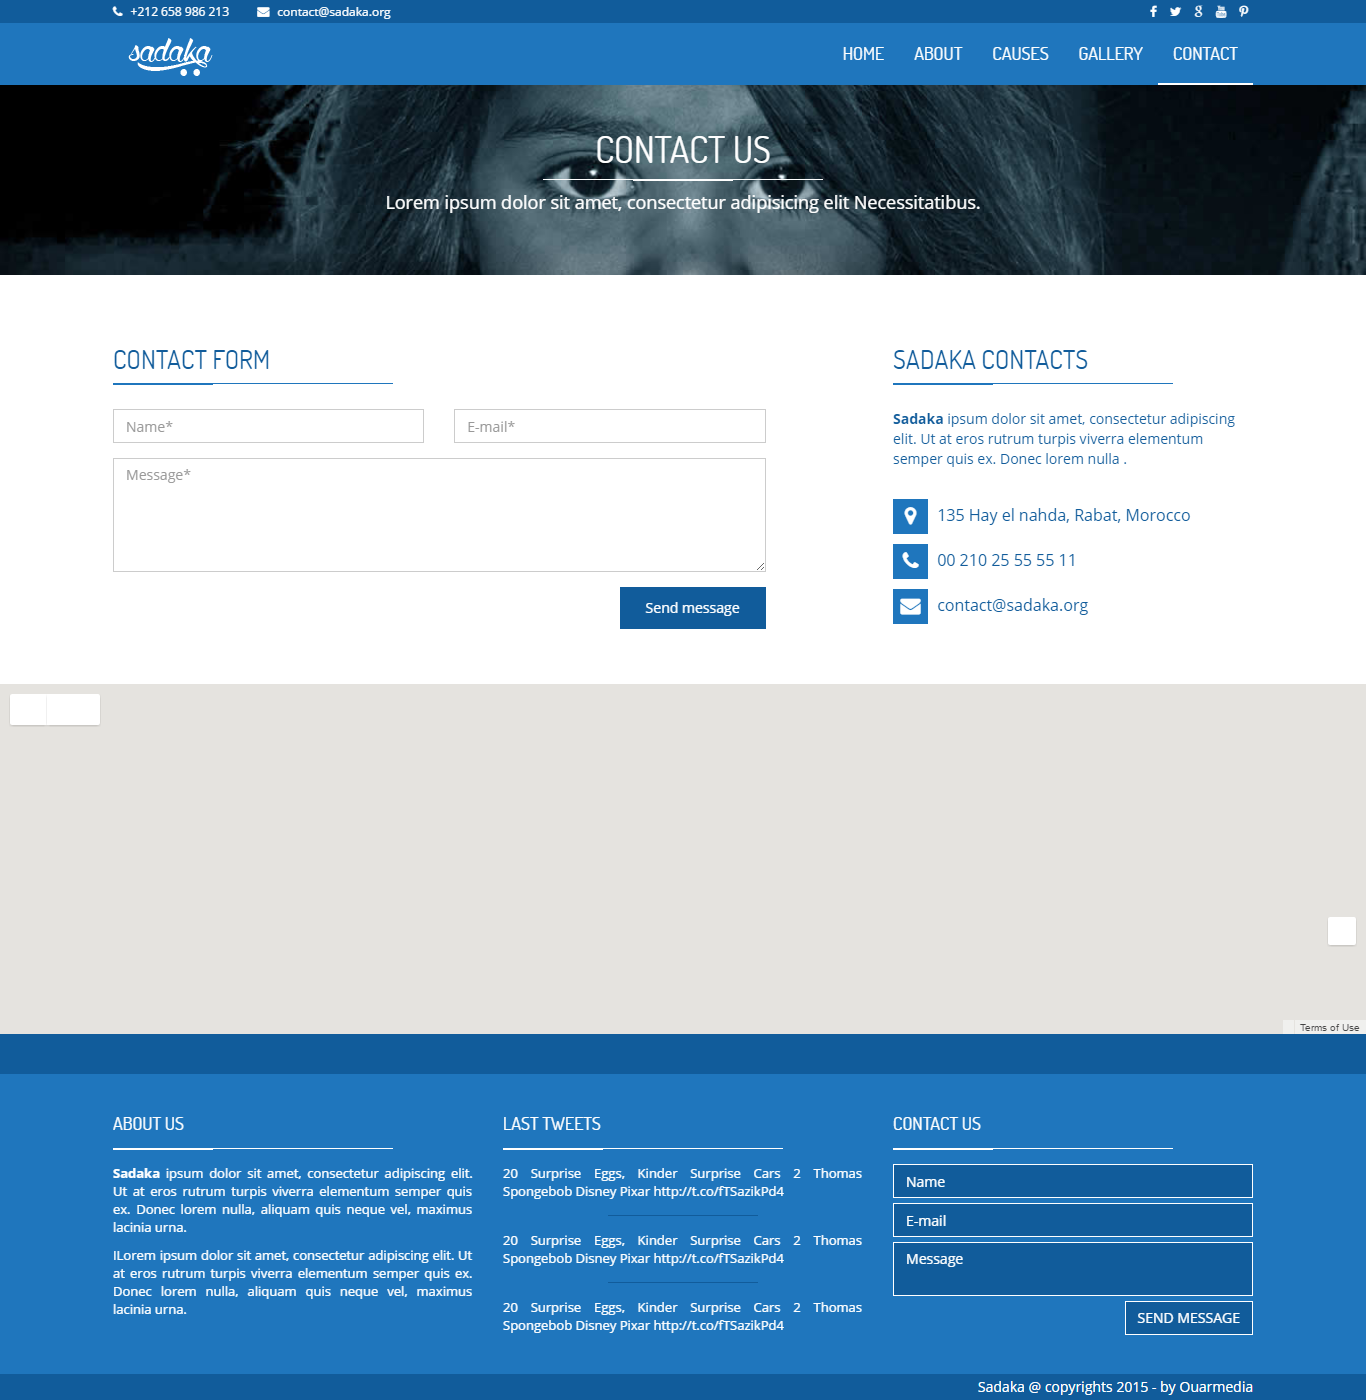 +212 658 986 213
contact@sadaka.org
sadaka
HOME
ABOUT
CAUSES
GALLERY
CONTACT
CONTACT US
Lorem ipsum dolor sit amet, consectetur adipisicing elit Necessitatibus.
CONTACT FORM
Name*
E-mail*
Message*
Send message
SADAKA CONTACTS
Sadaka ipsum dolor sit amet, consectetur adipiscing
elit. Ut at eros rutrum turpis viverra elementum
semper quis ex. Donec lorem nulla .
135 Hay el nahda, Rabat, Morocco
00 210 25 55 55 11
contact@sadaka.org
Terms of Use
ABOUT US
Sadaka ipsum dolor sit amet, consectetur adipiscing elit.
Ut at eros rutrum turpis viverra elementum semper quis
ex. Donec lorem nulla, aliquam quis neque vel, maximus
lacinia urna.
ILorem ipsum dolor sit amet, consectetur adipiscing elit. Ut
at eros rutrum turpis viverra elementum semper quis ex.
Donec lorem nulla, aliquam quis neque vel, maximus
lacinia urna.
LAST TWEETS
20 Surprise Eggs, Kinder Surprise Cars 2 Thomas
Spongebob Disney Pixar http://t.co/fTSazikPd4
20 Surprise Eggs, Kinder Surprise Cars 2 Thomas
Spongebob Disney Pixar http://t.co/fTSazikPd4
20 Surprise Eggs, Kinder Surprise Cars 2 Thomas
Spongebob Disney Pixar http://t.co/fTSazikPd4
CONTACT US
Name
E-mail
Message
SEND MESSAGE
Sadaka @ copyrights 2015 - by Ouarmedia